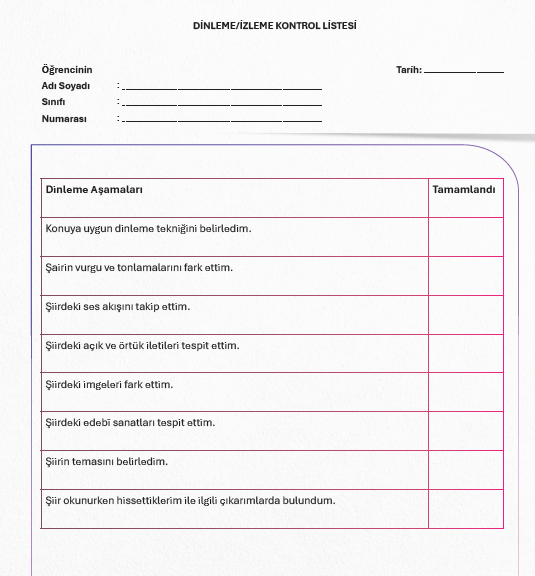 DİNLEME/İZLEME KONTROL LİSTESİ
Öğrencinin
Tarih:
Adı Soyadı :
Sınıfı :
Numarası :
Dinleme Aşamaları Tamamlandı
Konuya uygun dinleme tekniğini belirledim.
Şairin vurgu ve tonlamalarını fark ettim.
Şiirdeki ses akışını takip ettim.
Şiirdeki açık ve örtük iletileri tespit ettim.
Şiirdeki imgeleri fark ettim.
Şiirdeki edebî sanatları tespit ettim.
Şiirin temasını belirledim.
Şiir okunurken hissettiklerim ile ilgili çıkarımlarda bulundum.